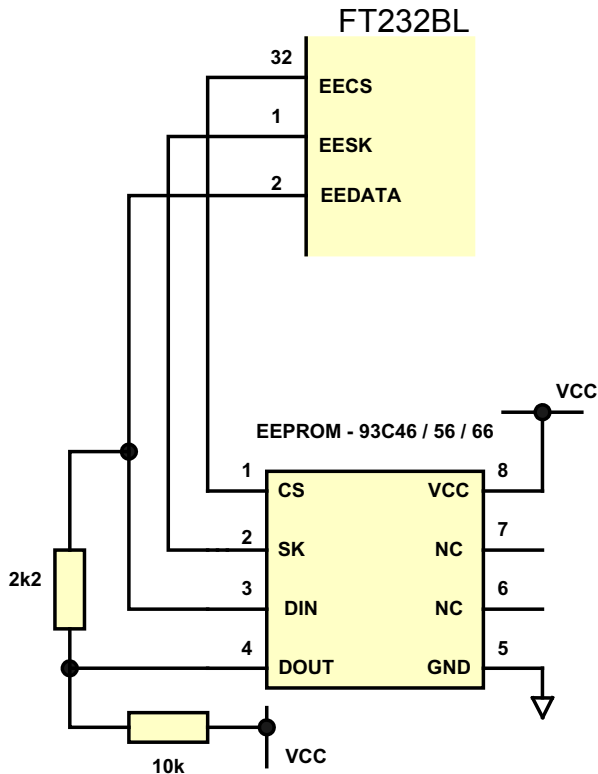 FT232BL
32
EECS
1
EESK
2
EEDATA
VCC
EEPROM - 93C46 / 56 / 66
1
CS
VCC
8
2
SK
NC
7
3
DIN
NC
6
4
DOUT
GND
5
2k2
10k
VCC